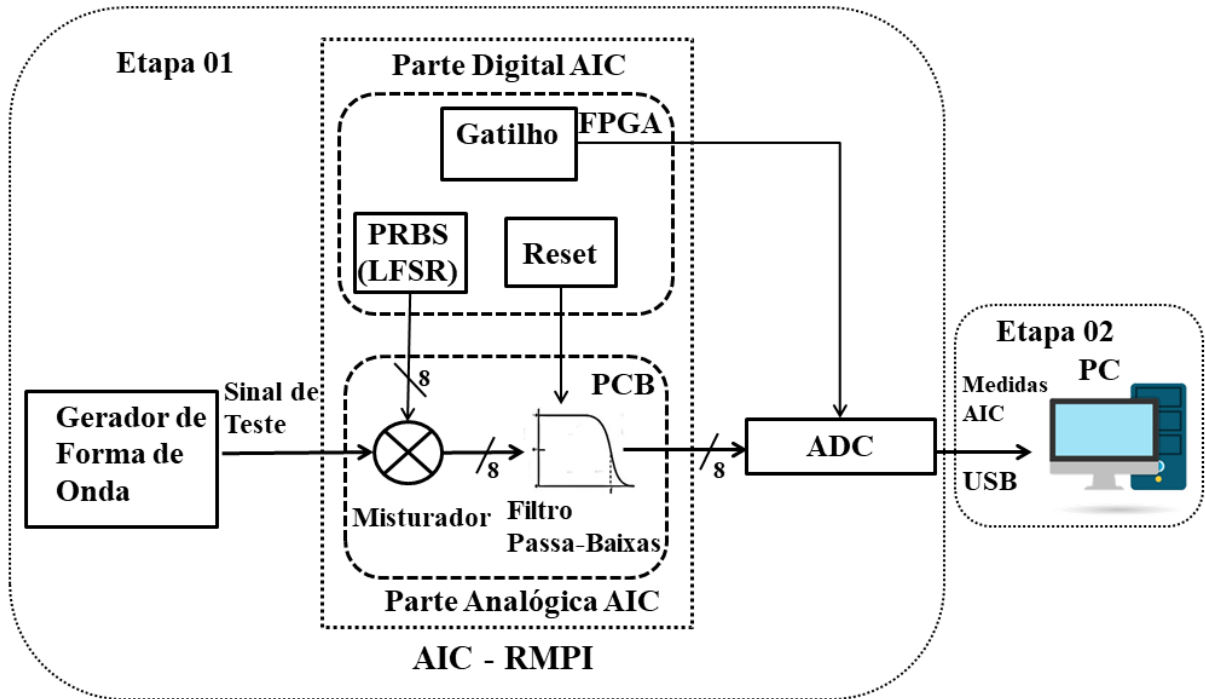 Etapa 01
Parte Digital AIC
Gatilho
FPGA
PRBS
(LFSR)
Reset
8
PCB
Gerador de
Forma de
Onda
Sinal de
Teste
Misturador
8
Filtro
Passa-Baixas
8
ADC
Parte Analógica AIC
AIC - RMPI
Etapa 02
PC
Medidas
AIC
USB